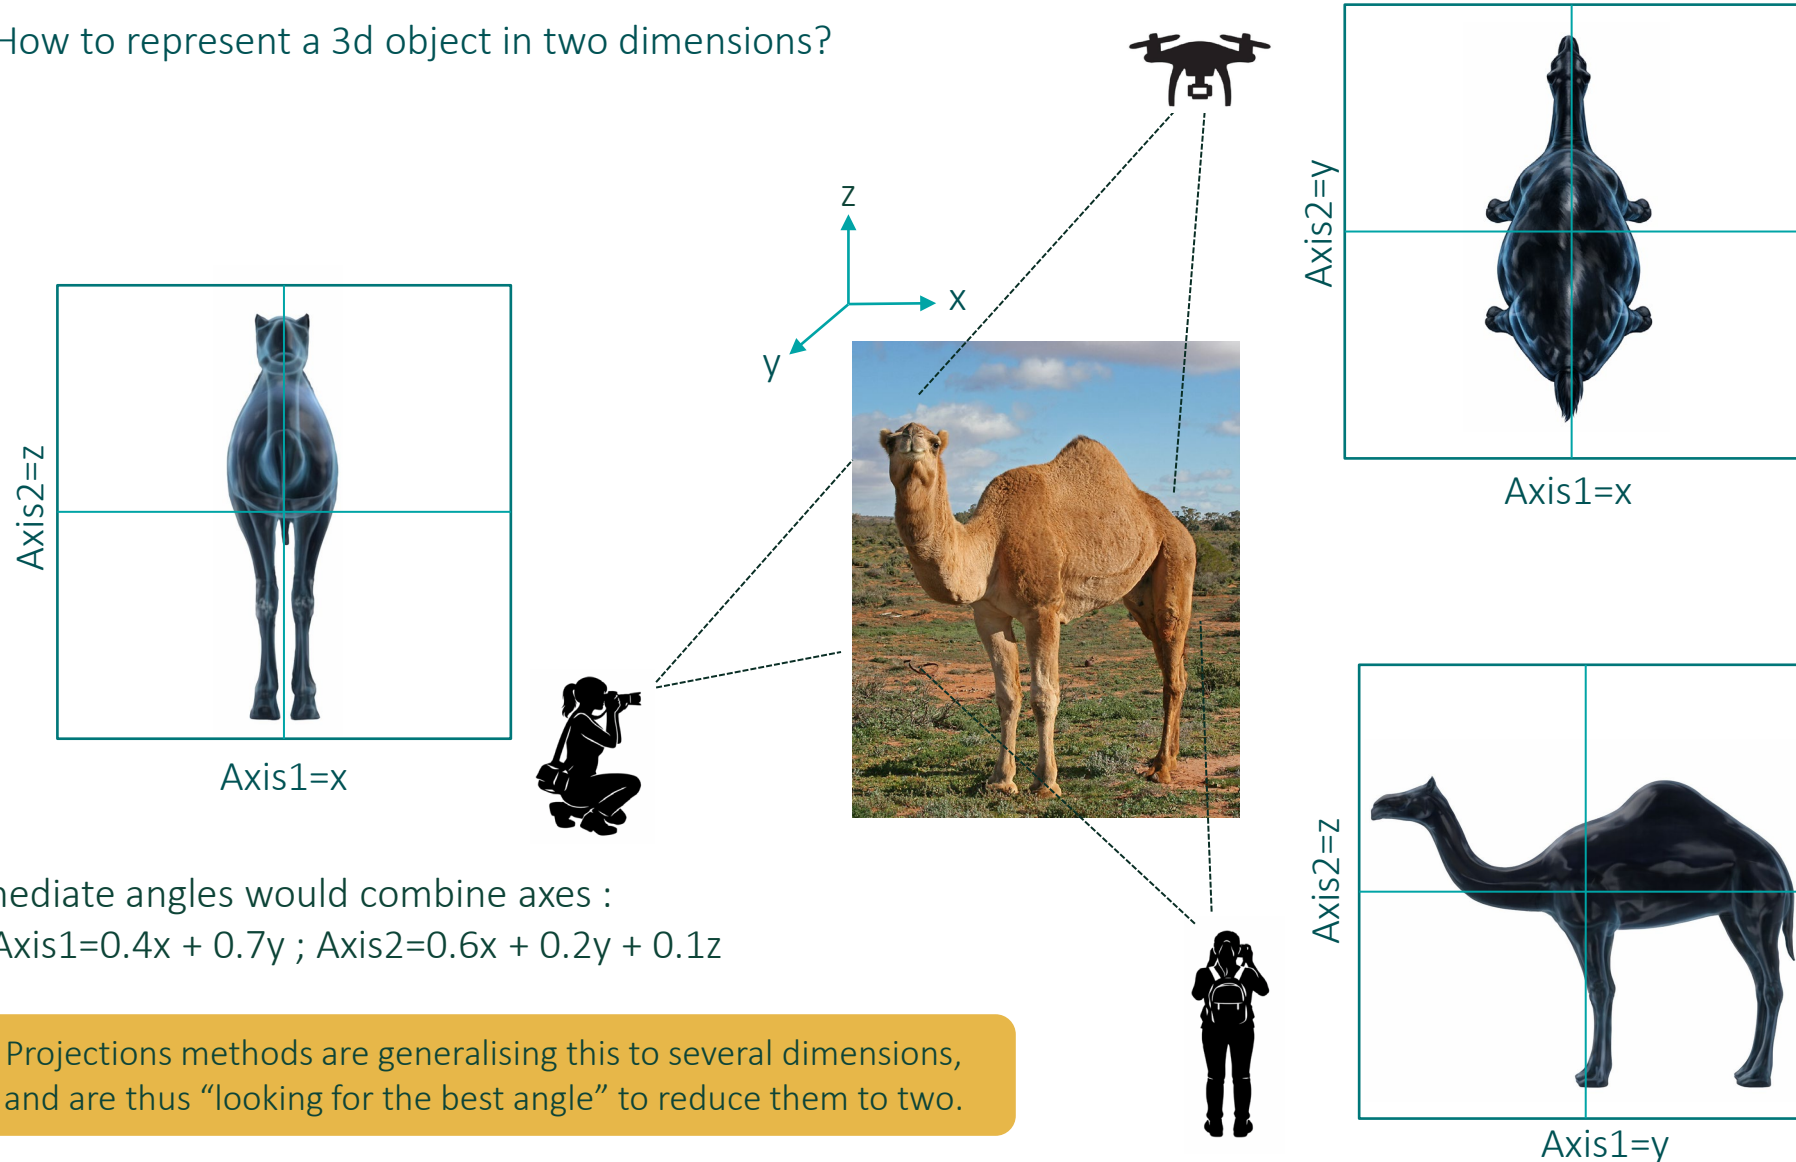 How to represent a 3d object in two dimensions?
z
x
y
Axis2=y
Axis1=x
Axis2=z
Axis1=x
Axis2=z
Axis1=y
mediate angles would combine axes :
Axis1=0.4x + 0.7y ; Axis2=0.6x + 0.2y + 0.1z
Projections methods are generalising this to several dimensions,
and are thus “looking for the best angle” to reduce them to two.